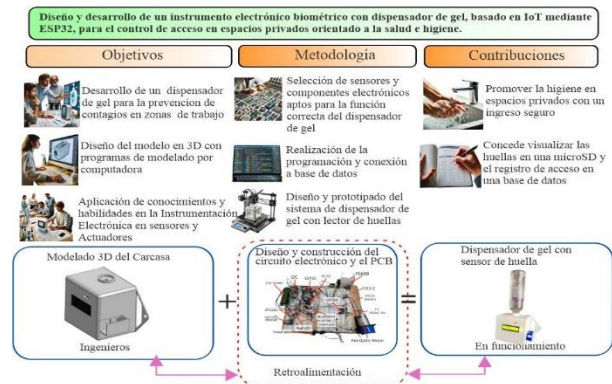 Diseño y desarrollo de un instrumento electrónico biométrico con dispensador de gel, basado en IoT mediante
ESP32, para el control de acceso en espacios privados orientado a la salud e higiene.
Objetivos
Desarrollo de un dispensador
de gel para la prevencion de
contagios en zonas de trabajo
Diseño del modelo en 3D con
programas de modelado por
computadora
Aplicación de conocimientos y
habilidades en la Instrumentación
Electrónica en sensores y
Actuadores
Metodología
Selección de sensores y
componentes electrónicos
aptos para la función
correcta del dispensador
de gel
Realización de la
programación y conexión
a base de datos
Diseño y prototipado del
sistema de dispensador de
gel con lector de huellas
Contribuciones
Promover la higiene en
espacios privados con un
ingreso seguro
Concede visualizar las
huellas en una microSD y
el registro de acceso en
una base de datos
Modelado 3D del Carcasa
Ingenieros
+
Diseño y construcción del
circuito electrónico y el PCB
=
Dispensador de gel con
sensor de huella
En funcionamiento
Retroalimentación